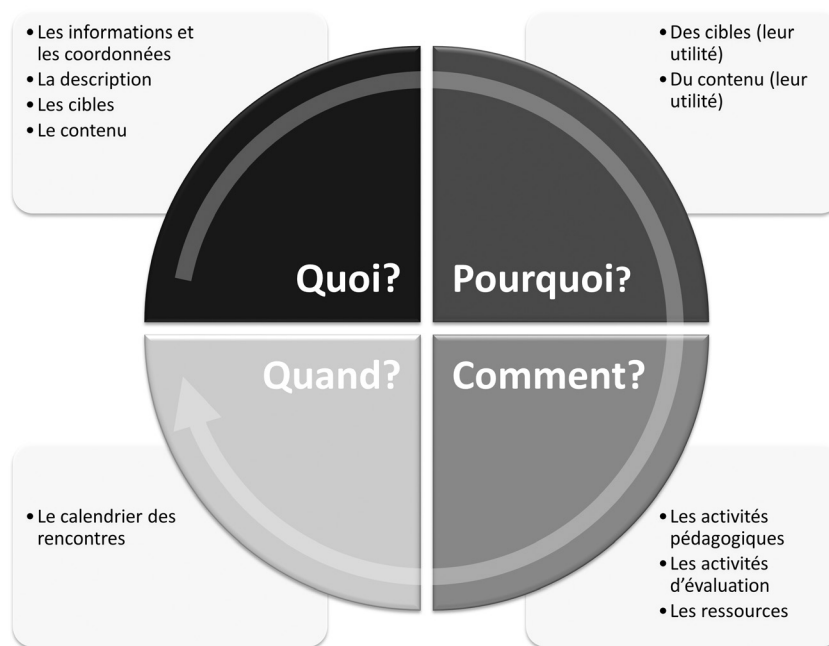 • Les informations et
les coordonnées
• La description
• Les cibles
• Le contenu
• Des cibles (leur
utilité)
• Du contenu (leur
utilité)
Quoi?
Pourquoi?
Quand?
Comment?
• Le calendrier des
rencontres
• Les activités
pédagogiques
• Les activités
d'évaluation
• Les ressources